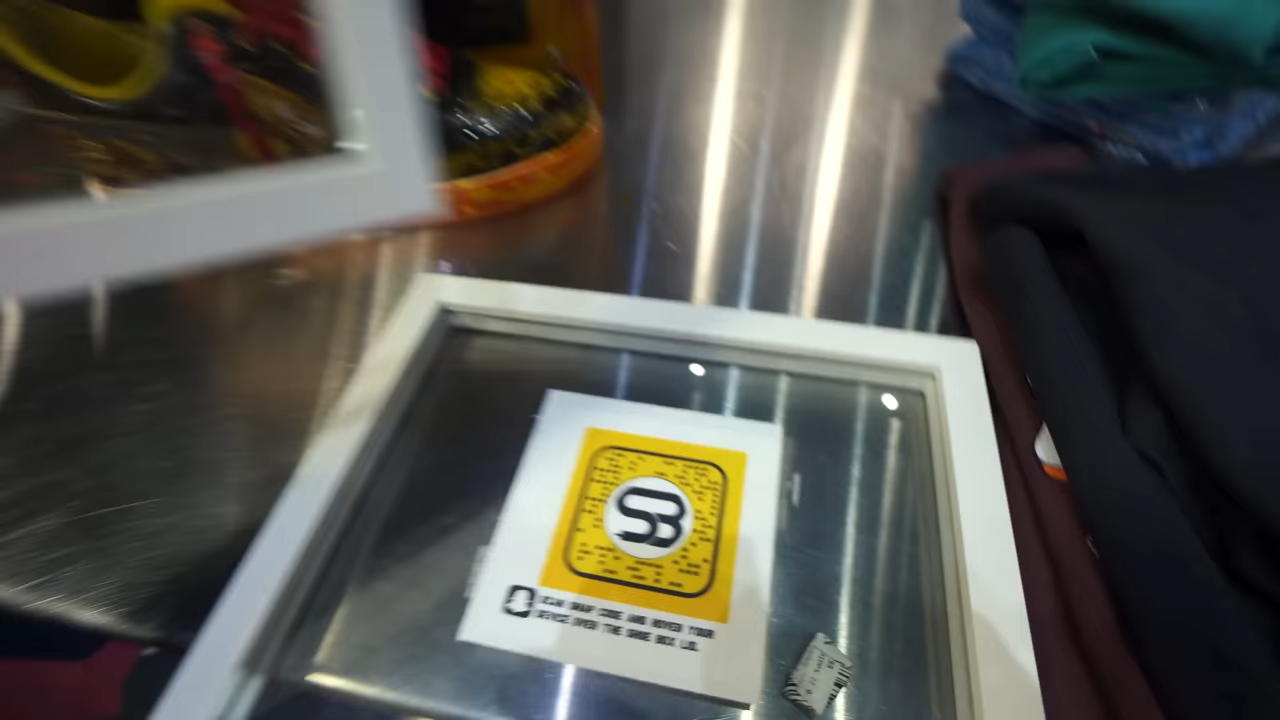 SB
SCAN SNAP CODE AND HOVER YOUR
DEVICE OVER THE SHOE BOX LID.